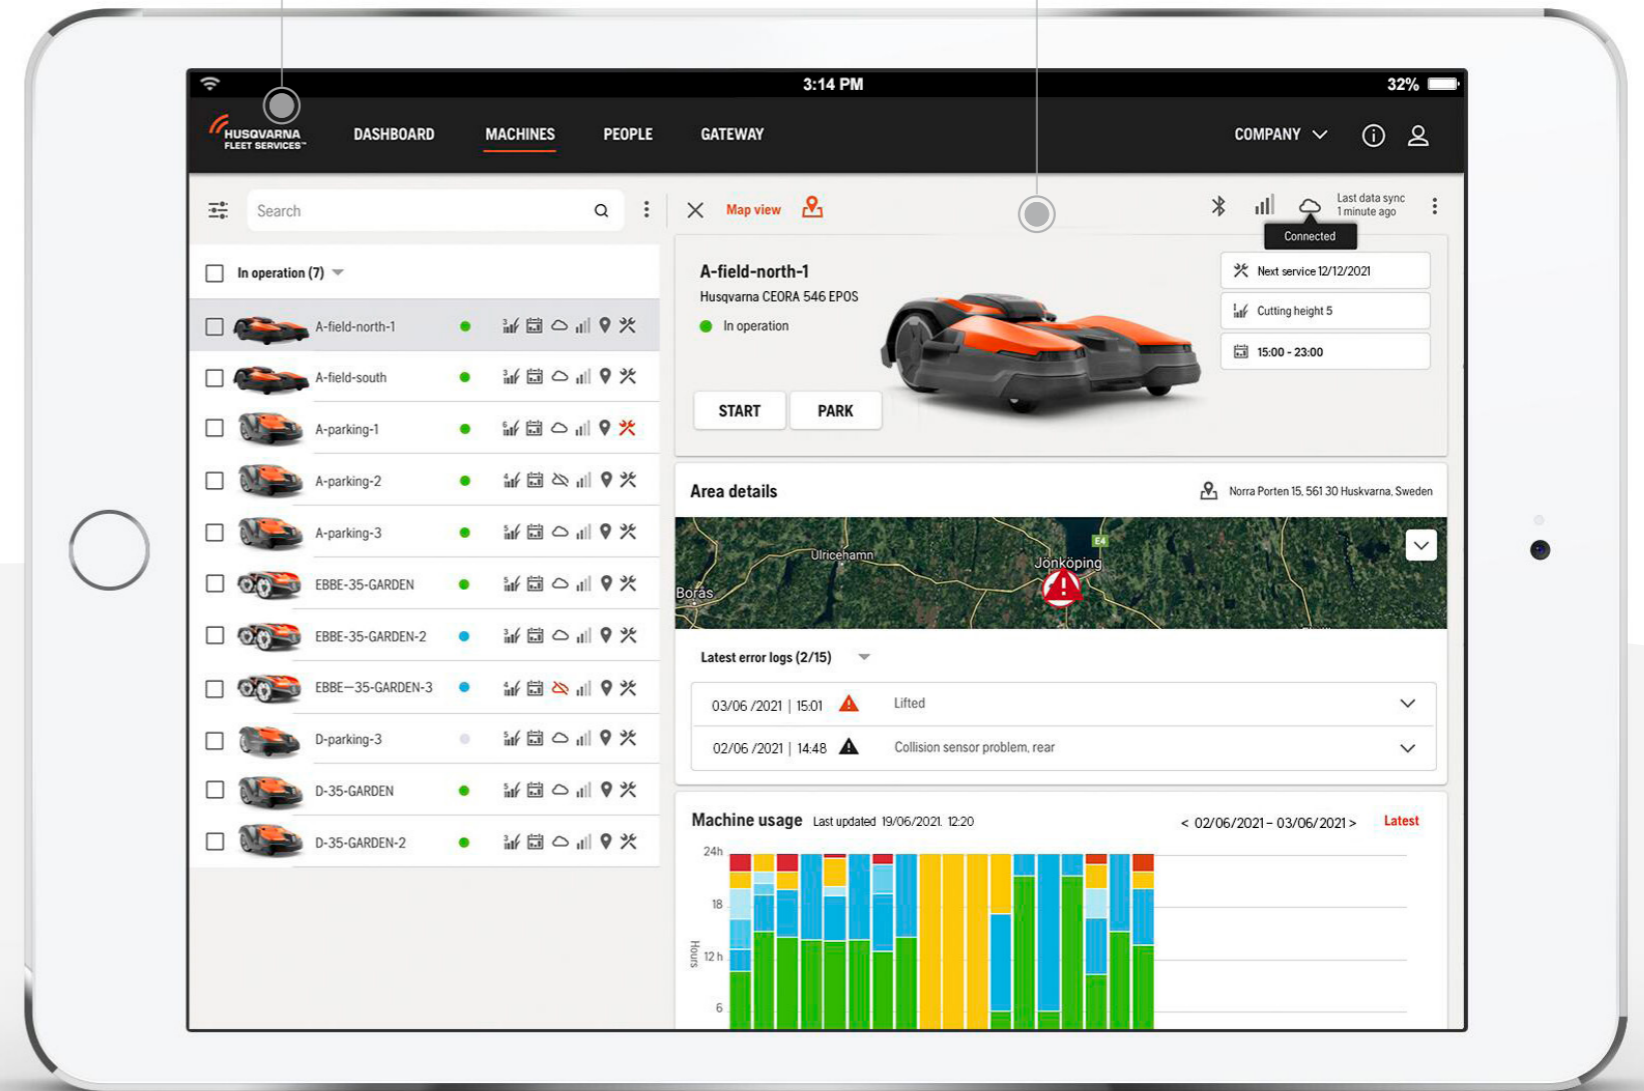 3:14 PM
32%
HUSQVARNA
FLEET SERVICES™
DASHBOARD
MACHINES
PEOPLE
GATEWAY
COMPANY
Search
Map view
Last data sync
1 minute ago
Connected
In operation (7)
A-field-north-1
A-field-south
A-parking-1
A-parking-2
A-parking-3
EBBE-35-GARDEN
EBBE-35-GARDEN-2
EBBE—35-GARDEN-3
D-parking-3
D-35-GARDEN
D-35-GARDEN-2
A-field-north-1
Husqvarna CEORA 546 EPOS
In operation
START
PARK
Next service 12/12/2021
Cutting height 5
15:00 - 23:00
Area details
Norra Porten 15, 561 30 Huskvarna, Sweden
Ulricehamn
E4
Jönköping
Borås
Latest error logs (2/15)
03/06 /2021 | 15:01
Lifted
02/06 /2021 | 14:48
Collision sensor problem, rear
Machine usage
Last updated 19/06/2021. 12:20
< 02/06/2021 – 03/06/2021 >
Latest
24h
18
12 h
6
Hours